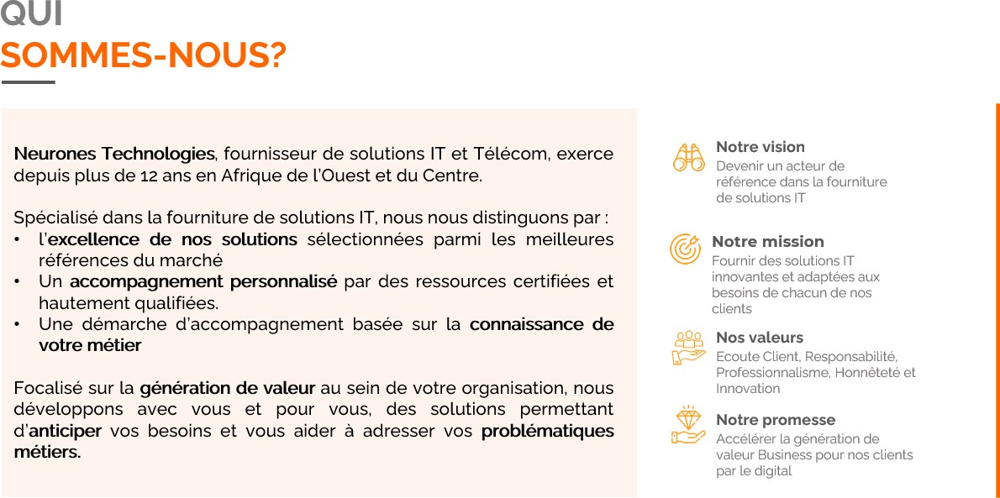 QUI
SOMMES-NOUS?
Neurones Technologies, fournisseur de solutions IT et Télécom, exerce
depuis plus de 12 ans en Afrique de l’Ouest et du Centre.
Spécialisé dans la fourniture de solutions IT, nous nous distinguons par :
• l’excellence de nos solutions sélectionnées parmi les meilleures
références du marché
• Un accompagnement personnalisé par des ressources certifiées et
hautement qualifiées.
• Une démarche d’accompagnement basée sur la connaissance de
votre métier
Focalisé sur la génération de valeur au sein de votre organisation, nous
développons avec vous et pour vous, des solutions permettant
d’anticiper vos besoins et vous aider à adresser vos problématiques
métiers.
Notre vision
Devenir un acteur de
référence dans la fourniture
de solutions IT
Notre mission
Fournir des solutions IT
innovantes et adaptées aux
besoins de chacun de nos
clients
Nos valeurs
Ecoute Client, Responsabilité,
Professionnalisme, Honnêteté et
Innovation
Notre promesse
Accélérer la génération de
valeur Business pour nos clients
par le digital